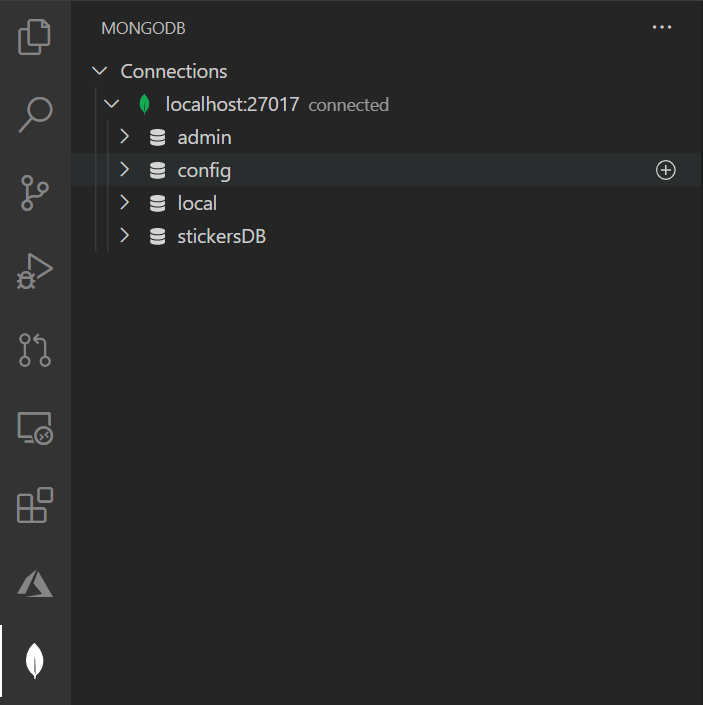 MONGODB
Connections
localhost:27017 connected
admin
config
local
stickersDB